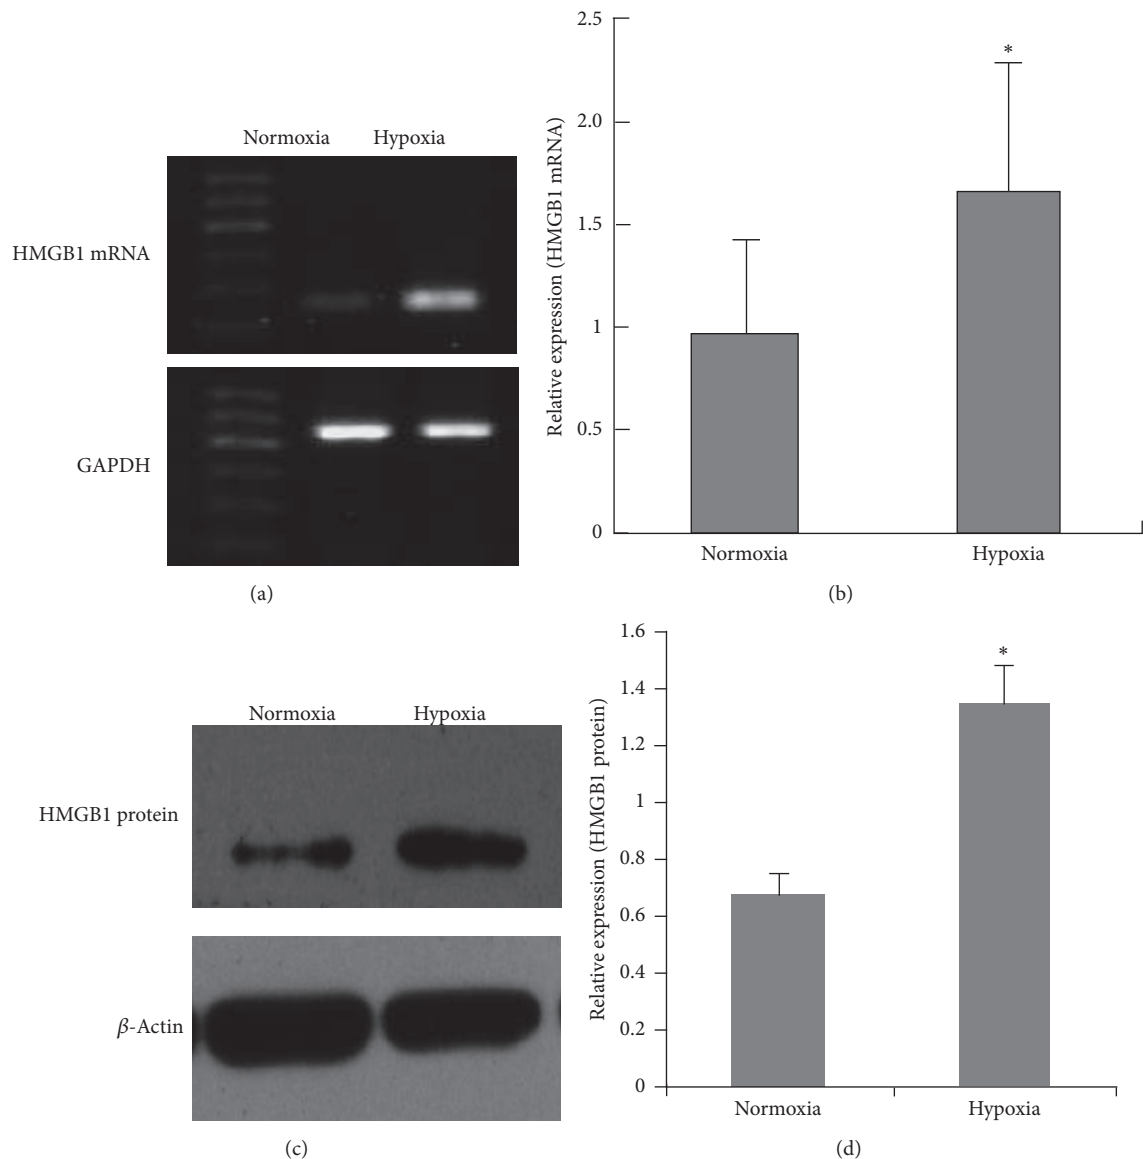 Normoxia Hypoxia
HMGB1 mRNA
GAPDH
(a)
2.5
2.0
1.5
1
0.5
0
Relative expression (HMGB1 mRNA)
*
Normoxia Hypoxia
(b)
Normoxia Hypoxia
HMGB1 protein
β-Actin
(c)
1.6
1.4
1.2
1
0.8
0.6
0.4
0.2
0
Relative expression (HMGB1 protein)
*
Normoxia Hypoxia
(d)